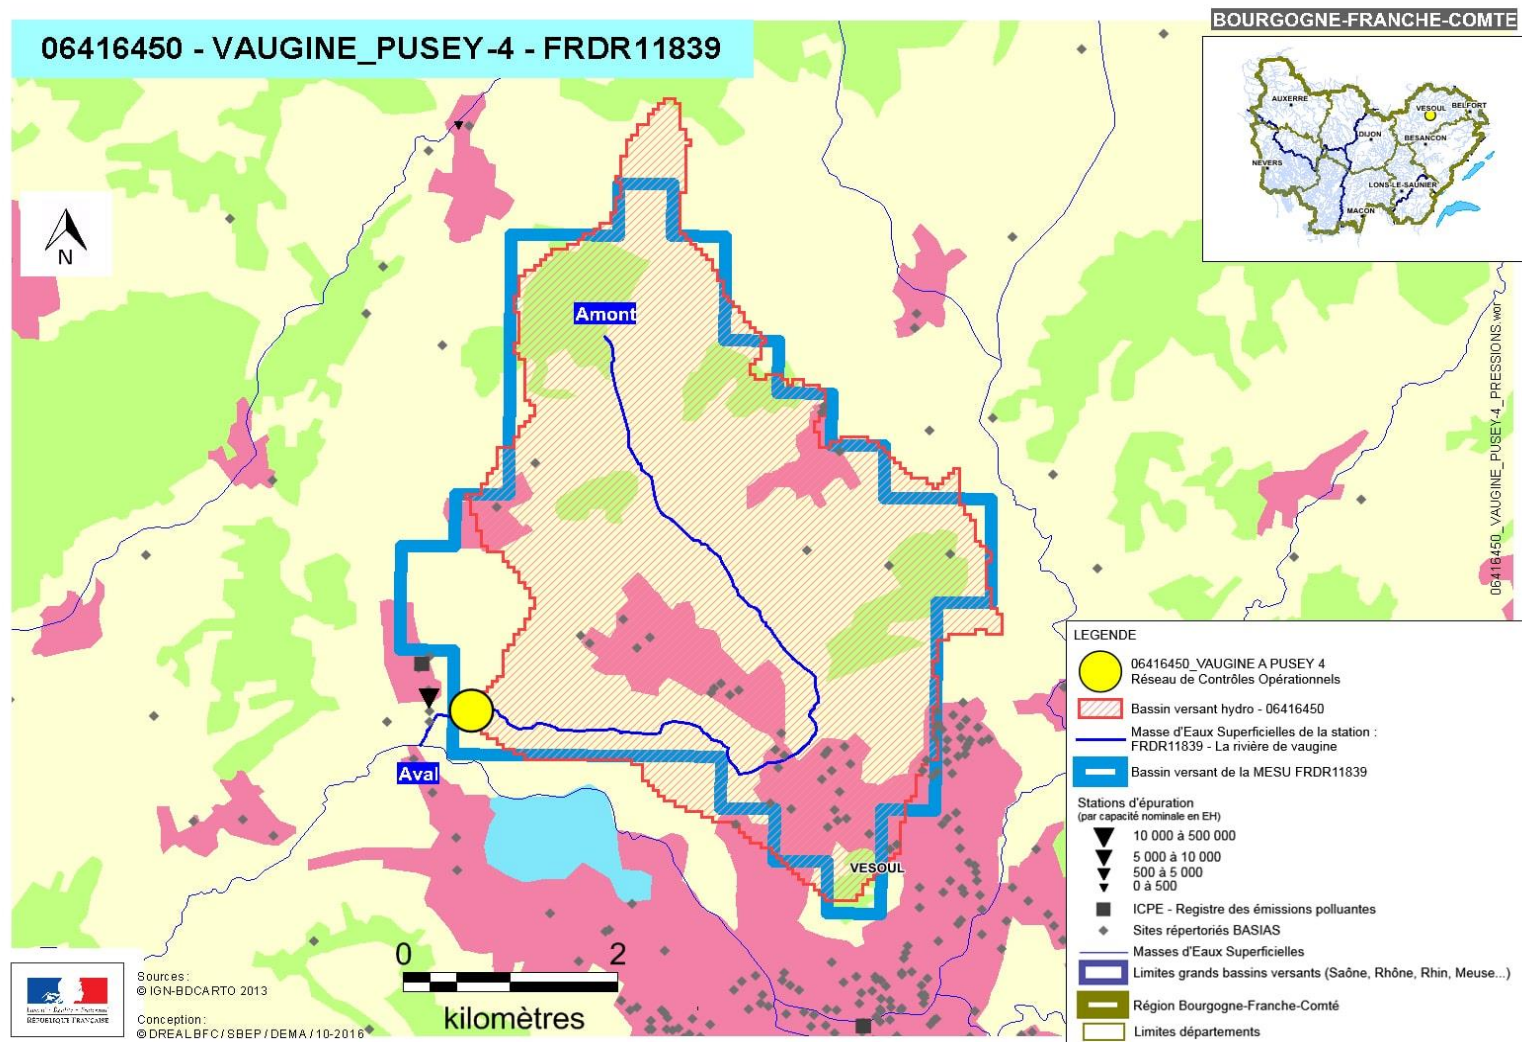 BOURGOGNE-FRANCHE-COMTE
06416450 - VAUGINE_PUSEY-4 - FRDR11839
AUXERRE
VESOUL
BELFORT
DIJON
BESANCON
NEVERS
LONS-LE-SAUNIER
MACON
N
Amont
Aval
VESOUL
06416450_VAUGINE_PUSEY-4_PRESSIONS.wor
LEGENDE
06416450_VAUGINE A PUSEY 4
Réseau de Contrôles Opérationnels
Bassin versant hydro - 06416450
Masse d'Eaux Superficielles de la station :
FRDR11839 - La rivière de vaugine
Bassin versant de la MESU FRDR11839
Stations d'épuration
(par capacité nominale en EH)
10 000 à 500 000
5 000 à 10 000
500 à 5 000
0 à 500
ICPE - Registre des émissions polluantes
Sites répertoriés BASIAS
Masses d'Eaux Superficielles
Limites grands bassins versants (Saône, Rhône, Rhin, Meuse...)
Région Bourgogne-Franche-Comté
Limites départements
0 2
kilomètres
Liberté • Égalité • Fraternité
RÉPUBLIQUE FRANÇAISE
Sources :
© IGN-BDCARTO 2013
Conception :
© DREAL BFC / SBEP / DEMA / 10-2016